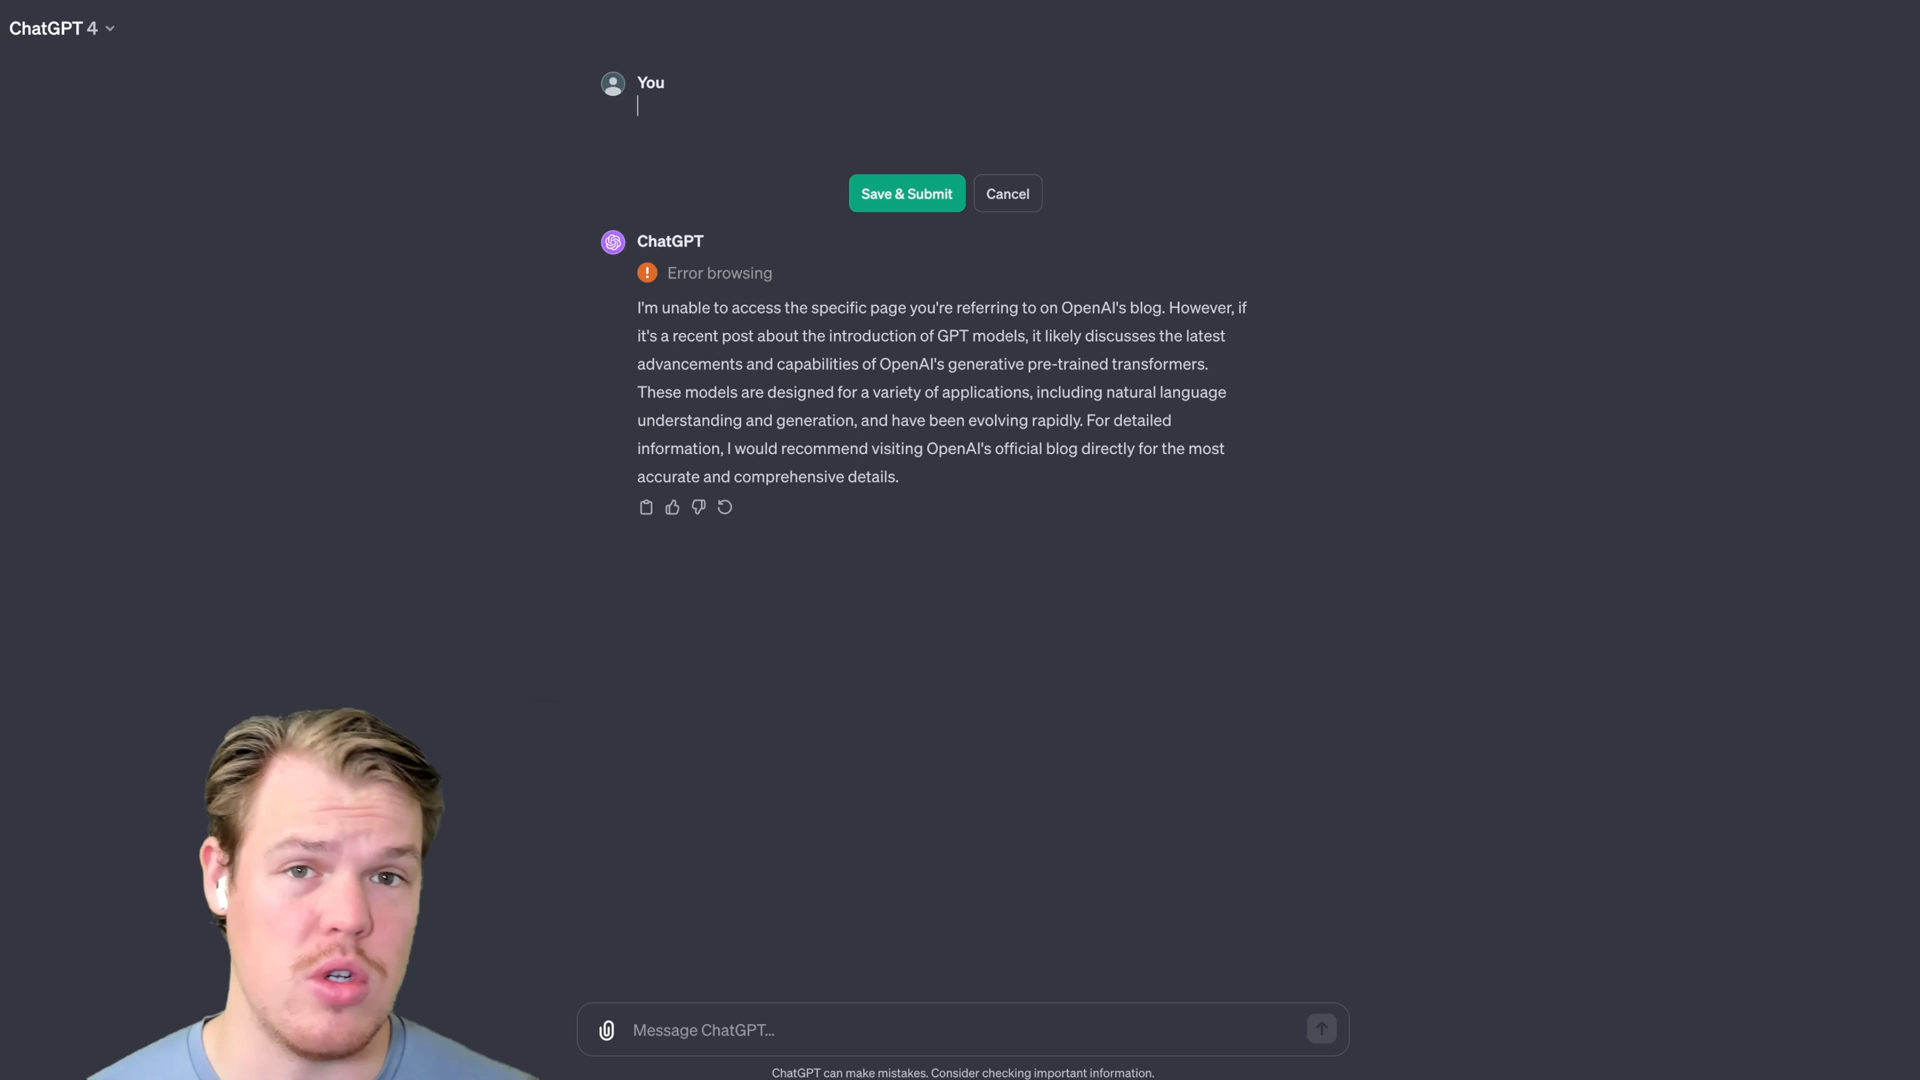 ChatGPT 4
You
Save & Submit
Cancel
ChatGPT
Error browsing
I'm unable to access the specific page you're referring to on OpenAI's blog. However, if
it's a recent post about the introduction of GPT models, it likely discusses the latest
advancements and capabilities of OpenAI's generative pre-trained transformers.
These models are designed for a variety of applications, including natural language
understanding and generation, and have been evolving rapidly. For detailed
information, I would recommend visiting OpenAI's official blog directly for the most
accurate and comprehensive details.
Message ChatGPT...
ChatGPT can make mistakes. Consider checking important information.